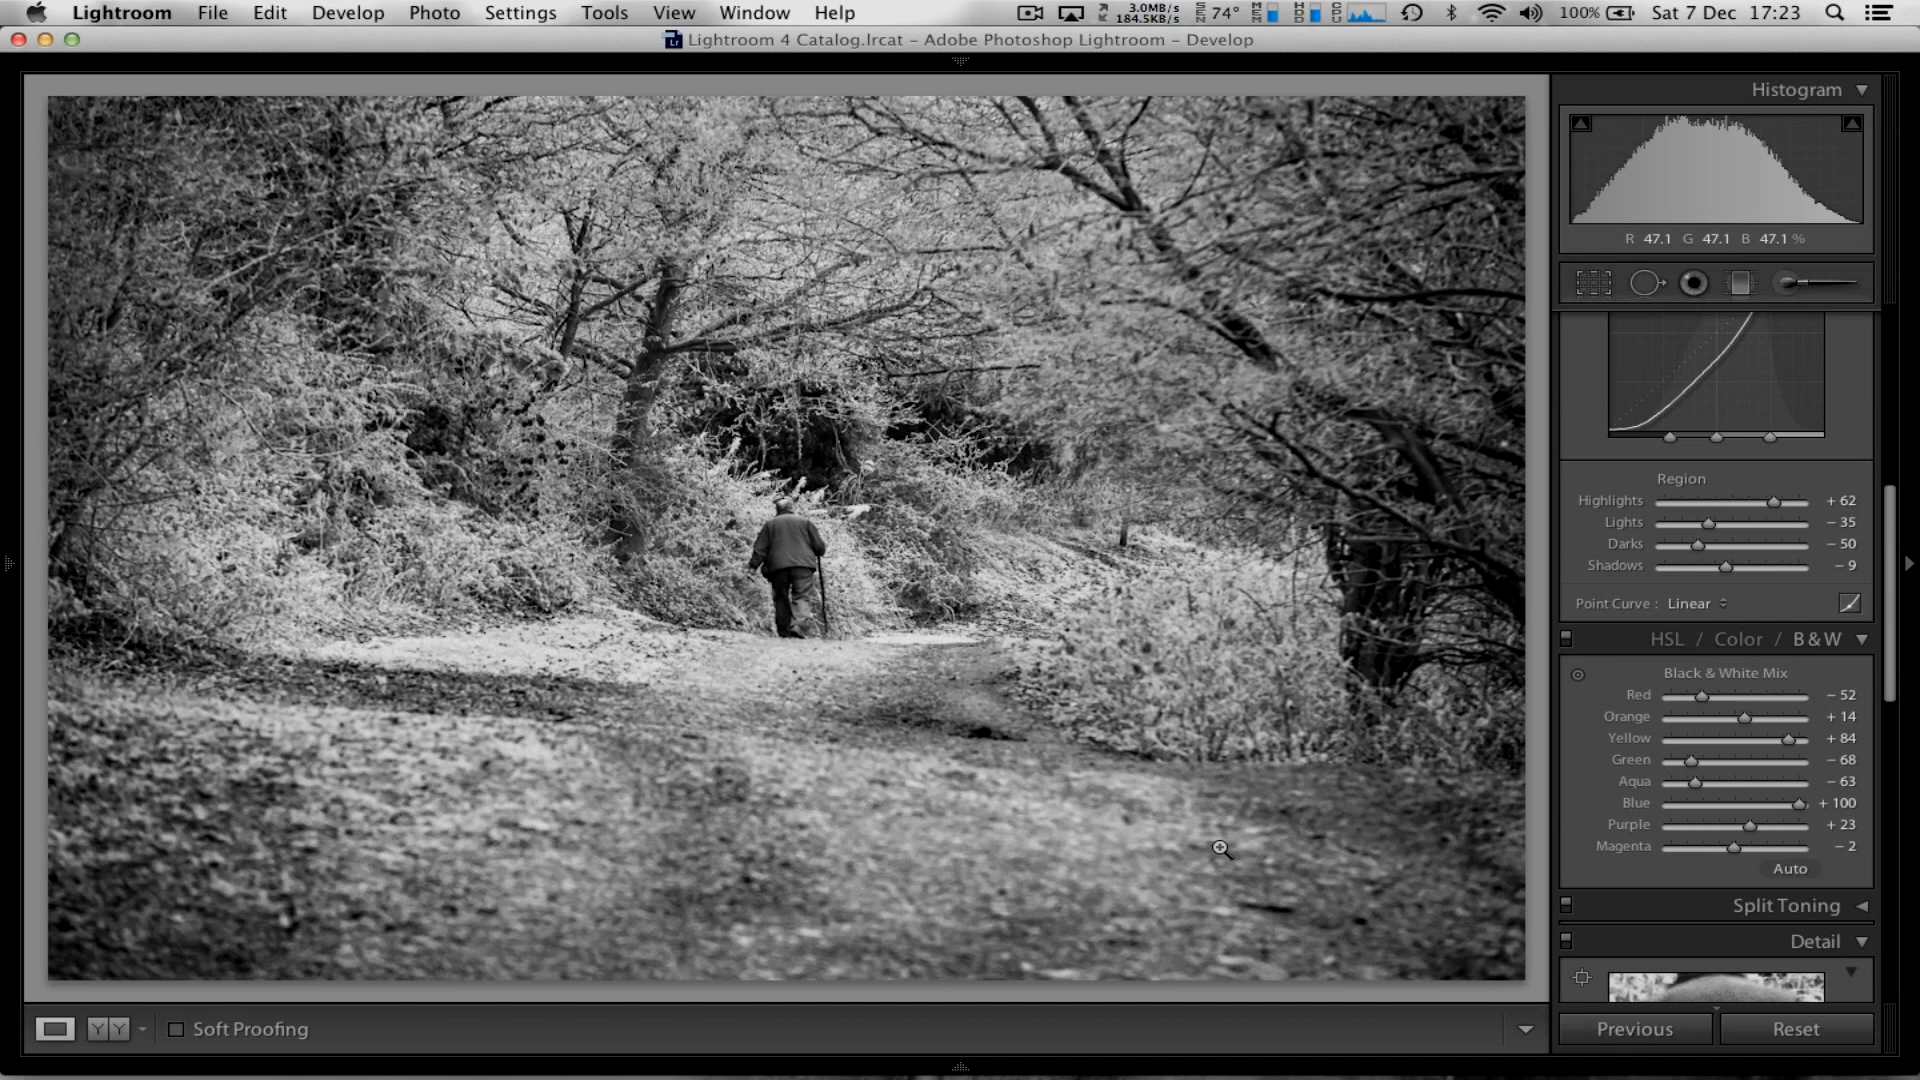 Lightroom File Edit Develop Photo Settings Tools View Window Help 3.0MB/s 184.5KB/s SEN 74° MEM HDD CPU 100% Sat 7 Dec 17:23
Lightroom 4 Catalog.lrcat – Adobe Photoshop Lightroom – Develop
Histogram
R 47.1 G 47.1 B 47.1 %
Region
Highlights + 62
Lights – 35
Darks – 50
Shadows – 9
Point Curve : Linear
HSL / Color / B&W
Black & White Mix
Red – 52
Orange + 14
Yellow + 84
Green – 68
Aqua – 63
Blue + 100
Purple + 23
Magenta – 2
Auto
Split Toning
Detail
Y Y Soft Proofing
Previous Reset